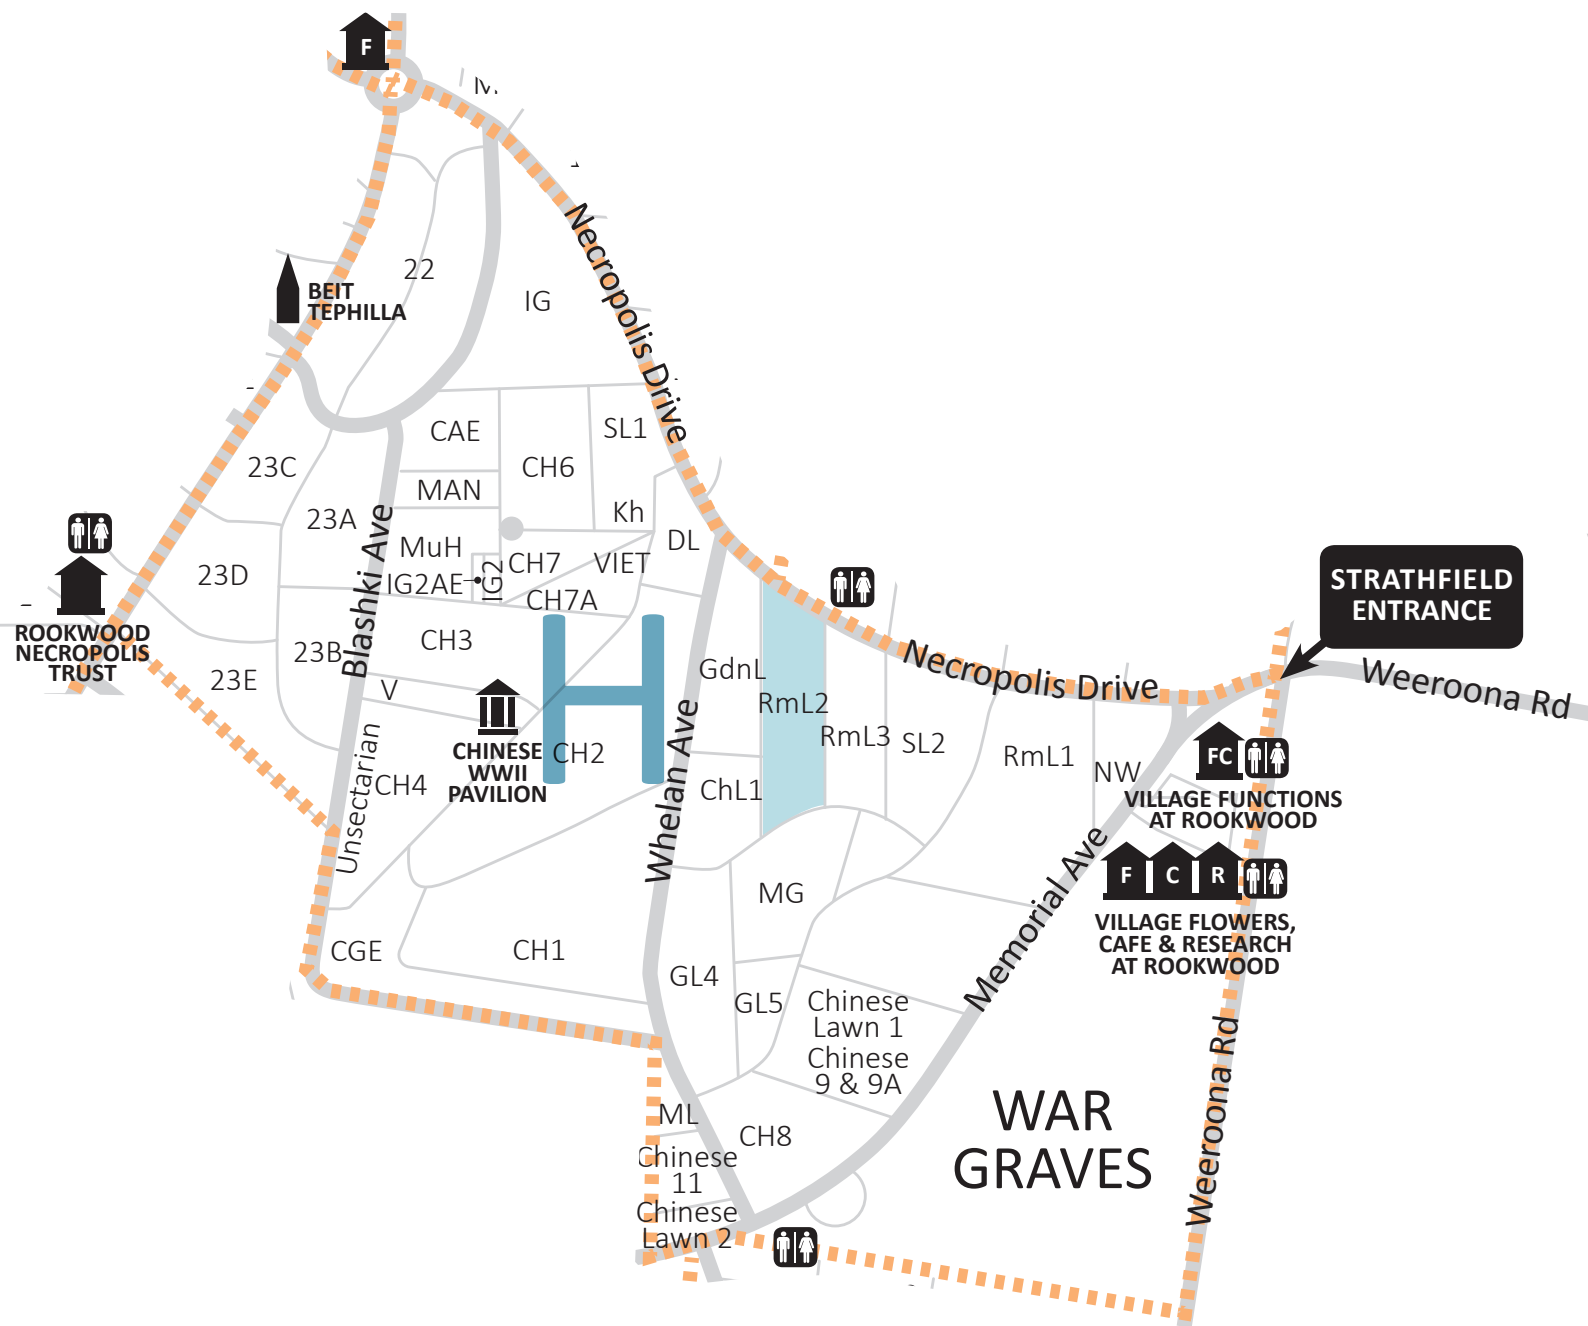 F
22
IG
BEIT
TEPHILLA
Necropolis Drive
CAE
SL1
23C
CH6
MAN
Kh
23A
DL
MuH
CH7
VIET
23D
IG2AE
IG2
CH7A
Blashki Ave
STRATHFIELD
ENTRANCE
ROOKWOOD
NECROPOLIS
TRUST
23B
CH3
23E
V
GdnL
RmL2
Necropolis Drive
Weeroona Rd
H
CHINESE
WWII
PAVILION
CH2
RmL3
SL2
RmL1
NW
FC
VILLAGE FUNCTIONS
AT ROOKWOOD
Unsectarian
CH4
Whelan Ave
ChL1
Memorial Ave
F C R
VILLAGE FLOWERS,
CAFE & RESEARCH
AT ROOKWOOD
MG
CGE
CH1
GL4
GL5
Chinese
Lawn 1
Chinese
9 & 9A
Weeroona Rd
WAR
GRAVES
ML
CH8
Chinese
11
Chinese
Lawn 2